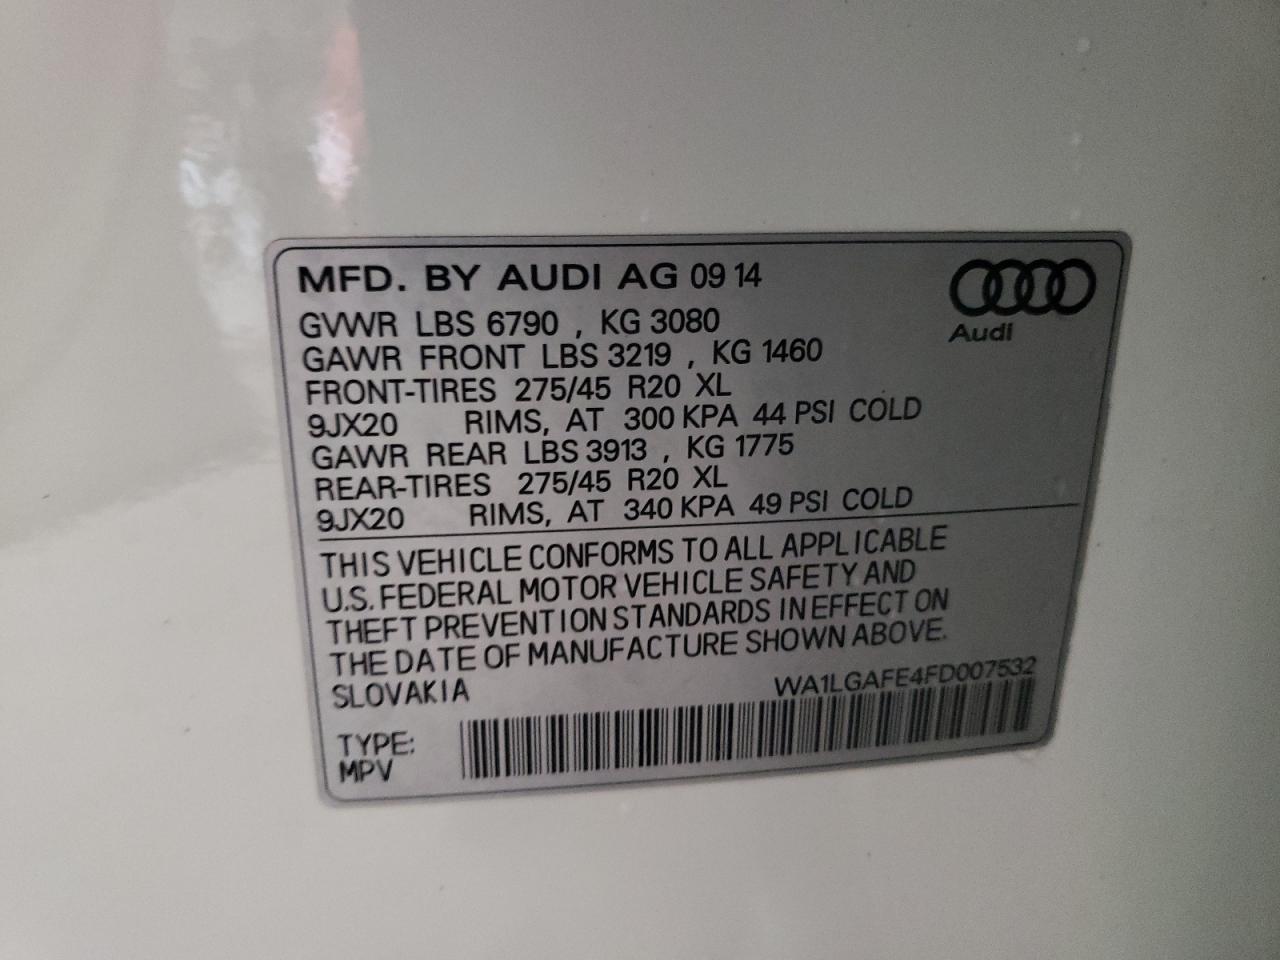 MFD. BY AUDI AG 09 14
Audi
GVWR LBS 6790 , KG 3080
GAWR FRONT LBS 3219 , KG 1460
FRONT-TIRES 275/45 R20 XL
9JX20 RIMS, AT 300 KPA 44 PSI COLD
GAWR REAR LBS 3913 , KG 1775
REAR-TIRES 275/45 R20 XL
9JX20 RIMS, AT 340 KPA 49 PSI COLD
THIS VEHICLE CONFORMS TO ALL APPLICABLE
U.S. FEDERAL MOTOR VEHICLE SAFETY AND
THEFT PREVENTION STANDARDS IN EFFECT ON
THE DATE OF MANUFACTURE SHOWN ABOVE.
SLOVAKIA WA1LGAFE4FD007532
TYPE:
MPV